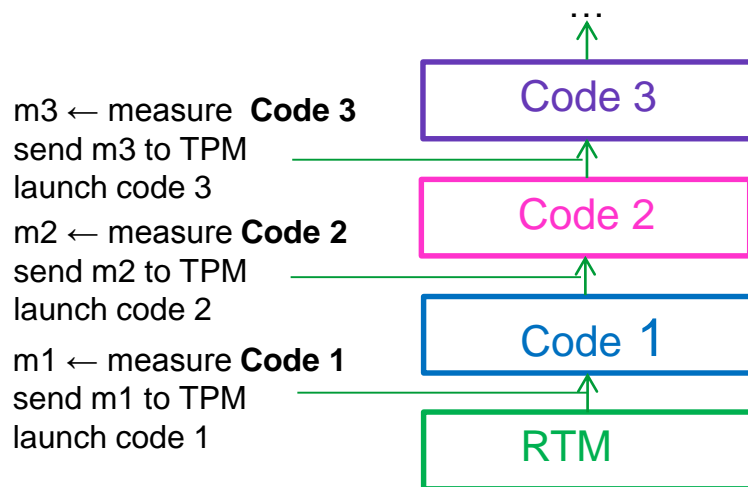 ...
Code 3
m3 ← measure Code 3
send m3 to TPM
launch code 3
Code 2
m2 ← measure Code 2
send m2 to TPM
launch code 2
Code 1
m1 ← measure Code 1
send m1 to TPM
launch code 1
RTM